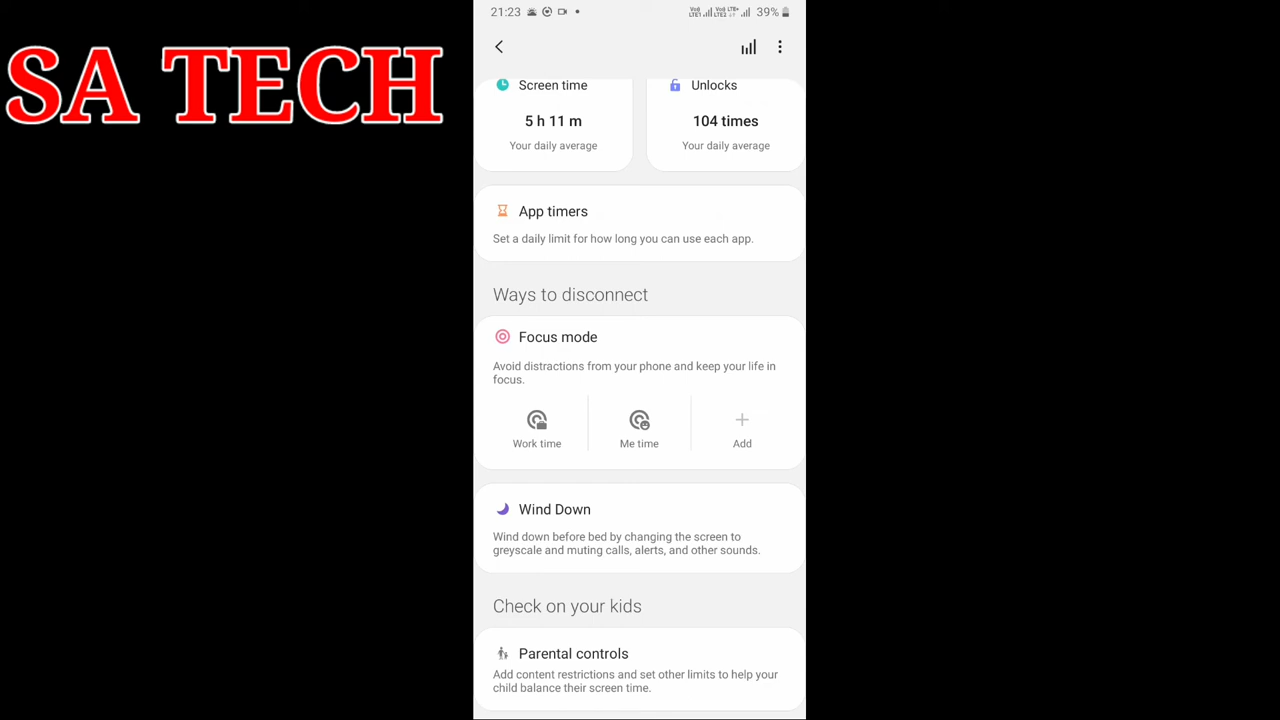 SA TECH
21:23
39%
Screen time
Unlocks
5 h 11 m
104 times
Your daily average
Your daily average
App timers
Set a daily limit for how long you can use each app.
Ways to disconnect
Focus mode
Avoid distractions from your phone and keep your life in
focus.
Work time
Me time
Add
Wind Down
Wind down before bed by changing the screen to
greyscale and muting calls, alerts, and other sounds.
Check on your kids
Parental controls
Add content restrictions and set other limits to help your
child balance their screen time.